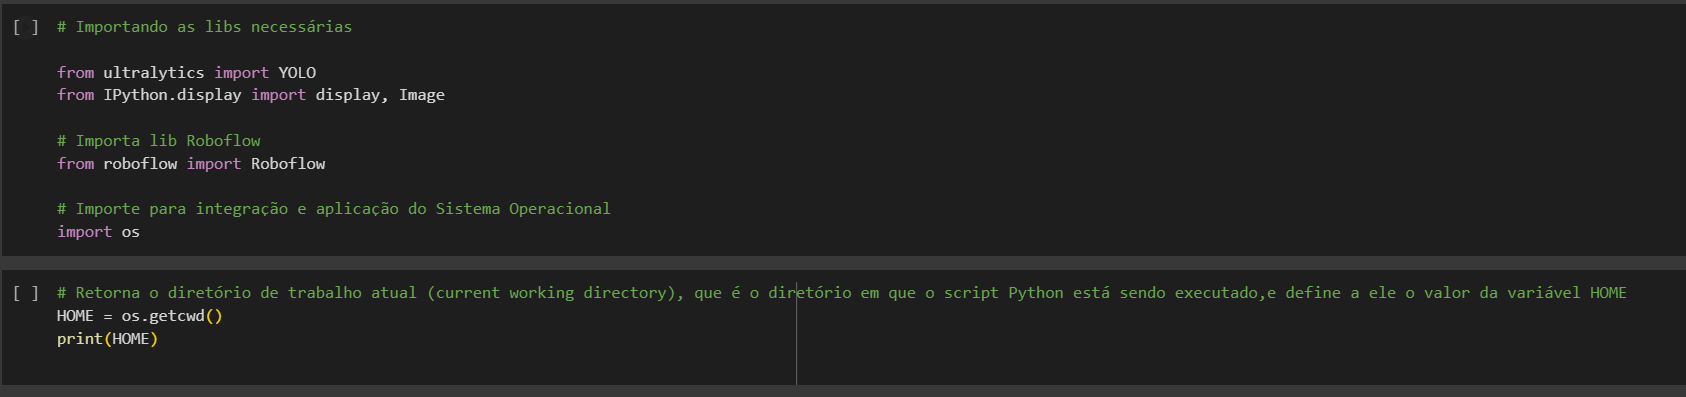 [ ] # Importando as libs necessárias
from ultralytics import YOLO
from IPython.display import display, Image
# Importa lib Roboflow
from roboflow import Roboflow
# Importe para integração e aplicação do Sistema Operacional
import os
[ ] # Retorna o diretório de trabalho atual (current working directory), que é o diretório em que o script Python está sendo executado,e define a ele o valor da variável HOME
HOME = os.getcwd()
print(HOME)